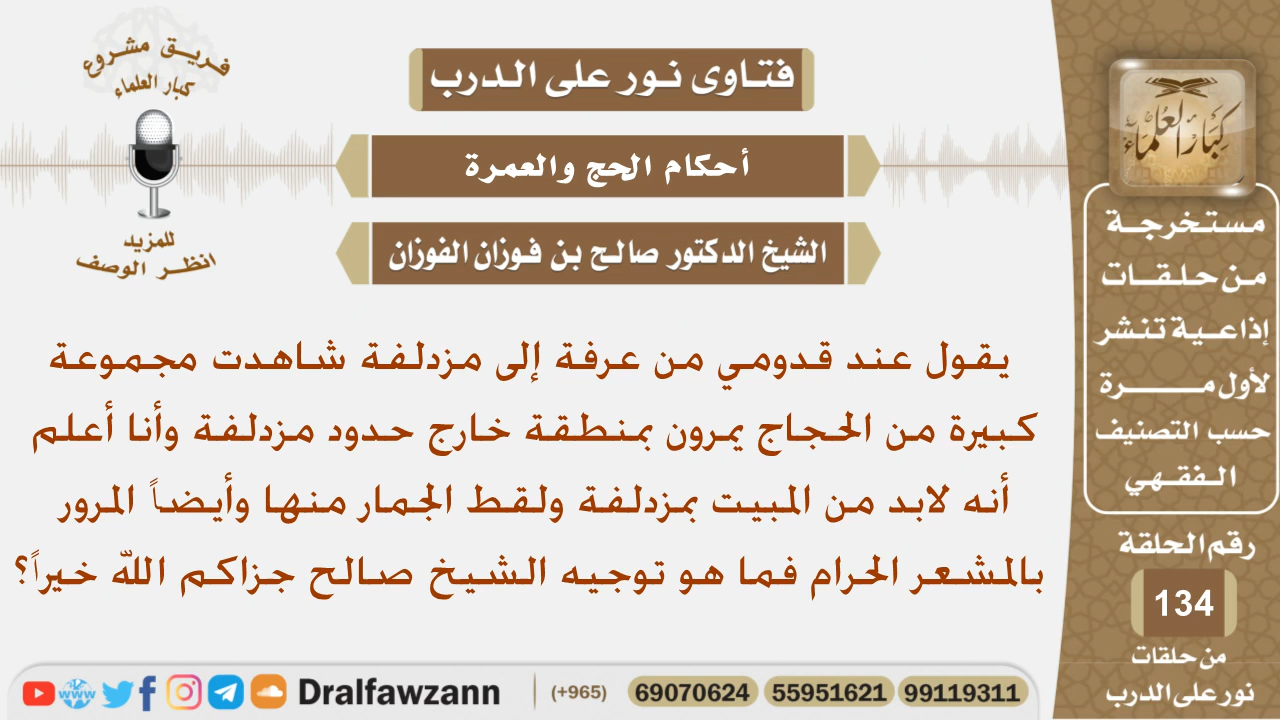 فريق مشروع
كبار العلماء
للمزيد
انظر الوصف
فتاوى نور على الدرب
أحكام الحج والعمرة
الشيخ الدكتور صالح بن فوزان الفوزان
يقول عند قدومي من عرفة إلى مزدلفة شاهدت مجموعة
كبيرة من الحجاج يمرون بمنطقة خارج حدود مزدلفة وأنا أعلم
أنه لابد من المبيت بمزدلفة ولقط الجمار منها وأيضاً المرور
بالمشعر الحرام فما هو توجيه الشيخ صالح جزاكم الله خيراً؟
كبار العلماء
مستخرجة
من حلقات
إذاعية تنشر
لأول مرة
حسب التصنيف
الفقهي
رقم الحلقة
134
من حلقات
نور على الدرب
www
Dralfawzann
(+965)
69070624
55951621
99119311